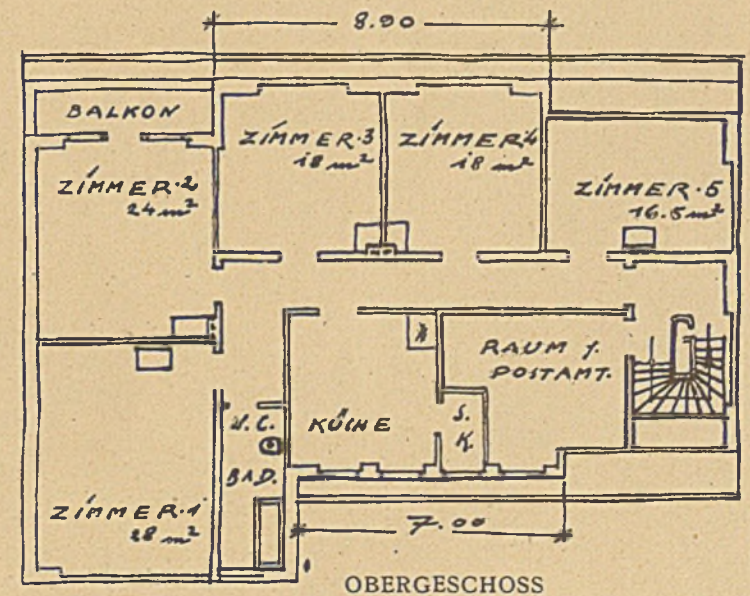 8.90
BALKON
ZIMMER·3
18 m²
ZIMMER·4
18 m²
ZIMMER·2
24 m²
ZIMMER·5
16.5 m²
RAUM f.
POSTAMT.
W.C.
KÜCHE
S.
K.
BAD.
ZIMMER·1
28 m²
7.00
OBERGESCHOSS